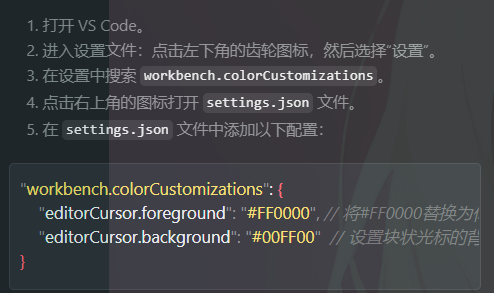 1. 打开 VS Code。
2. 进入设置文件：点击左下角的齿轮图标，然后选择“设置”。
3. 在设置中搜索 workbench.colorCustomizations。
4. 点击右上角的图标打开 settings.json 文件。
5. 在 settings.json 文件中添加以下配置：
"workbench.colorCustomizations": {
"editorCursor.foreground": "#FF0000", // 将#FF0000替换为
"editorCursor.background": "#00FF00" // 设置块状光标的背
}